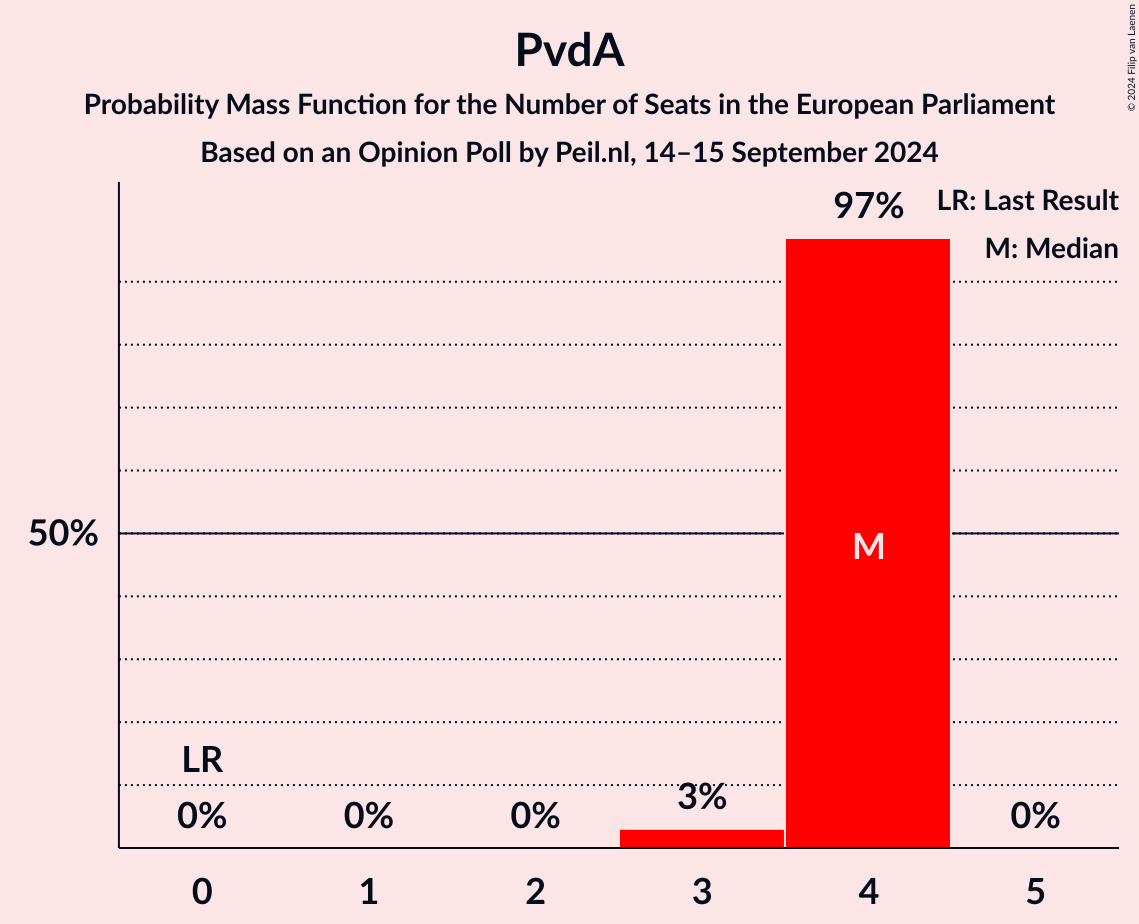 PvdA
Probability Mass Function for the Number of Seats in the European Parliament
Based on an Opinion Poll by Peil.nl, 14–15 September 2024
© 2024 Filip van Laenen
LR: Last Result
M: Median
97%
50%
M
LR
0%
0%
0%
3%
0%
0
1
2
3
4
5